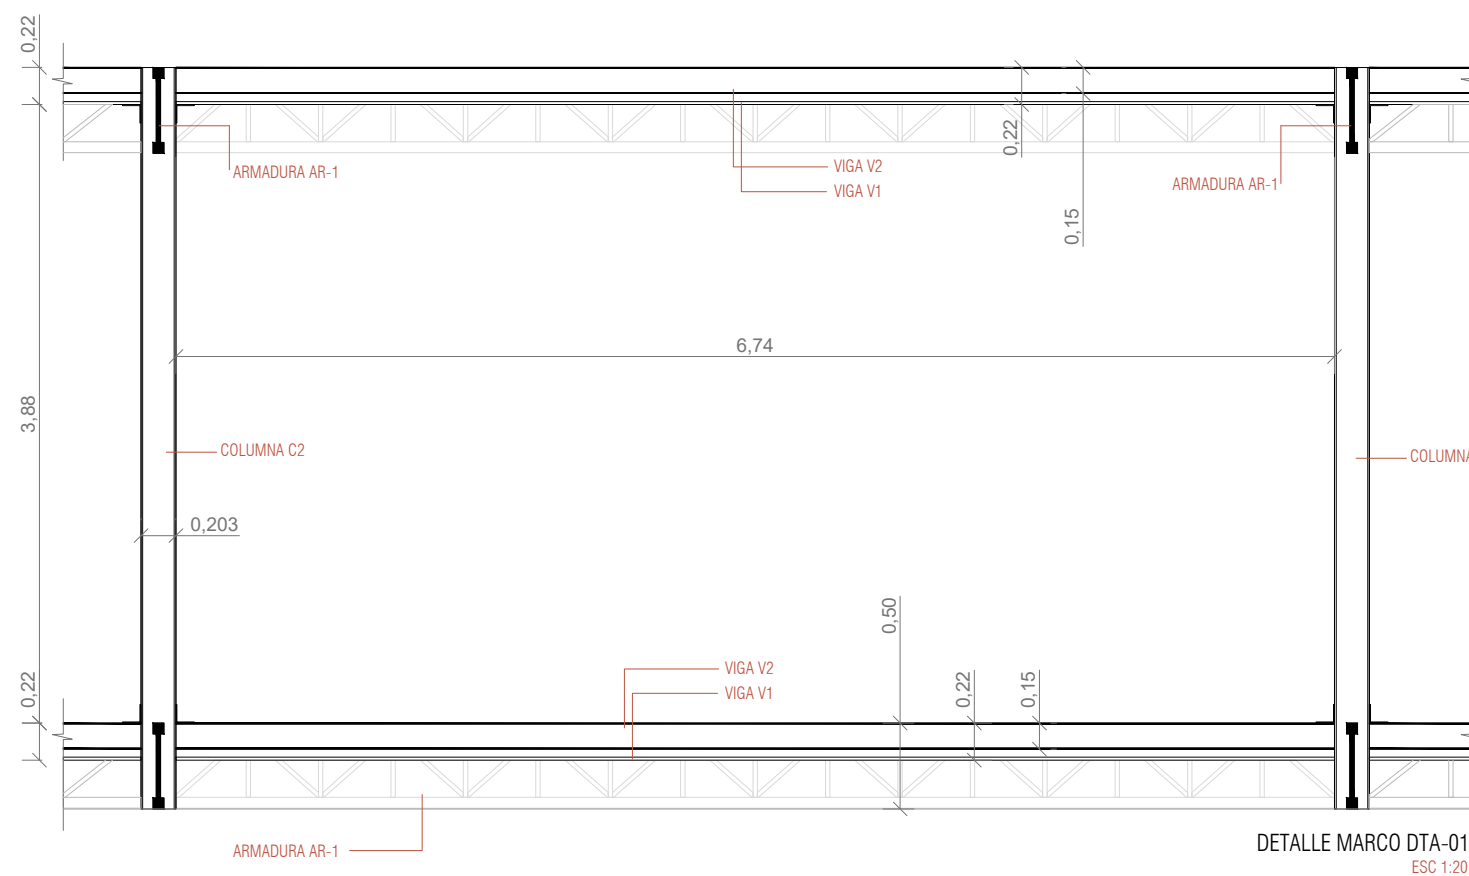 0,22
ARMADURA AR-1
VIGA V2
VIGA V1
0,22
ARMADURA AR-1
0,15
6,74
3,88
COLUMNA C2
COLUMNA
0,203
0,50
0,22
VIGA V2
VIGA V1
0,22
0,15
ARMADURA AR-1
DETALLE MARCO DTA-01
ESC 1:20